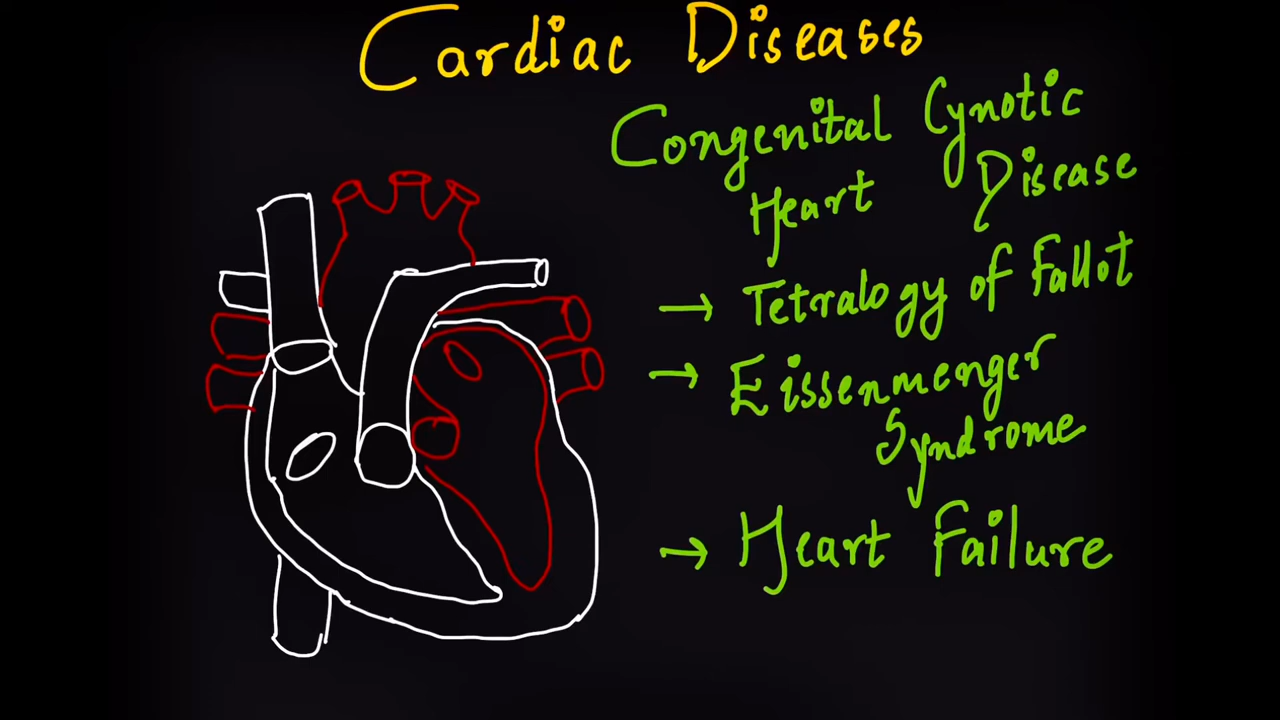 Cardiac Diseases
Congenital Cynotic
Heart Disease
→ Tetralogy of Fallot
→ Eissenmenger
Syndrome
→ Heart Failure